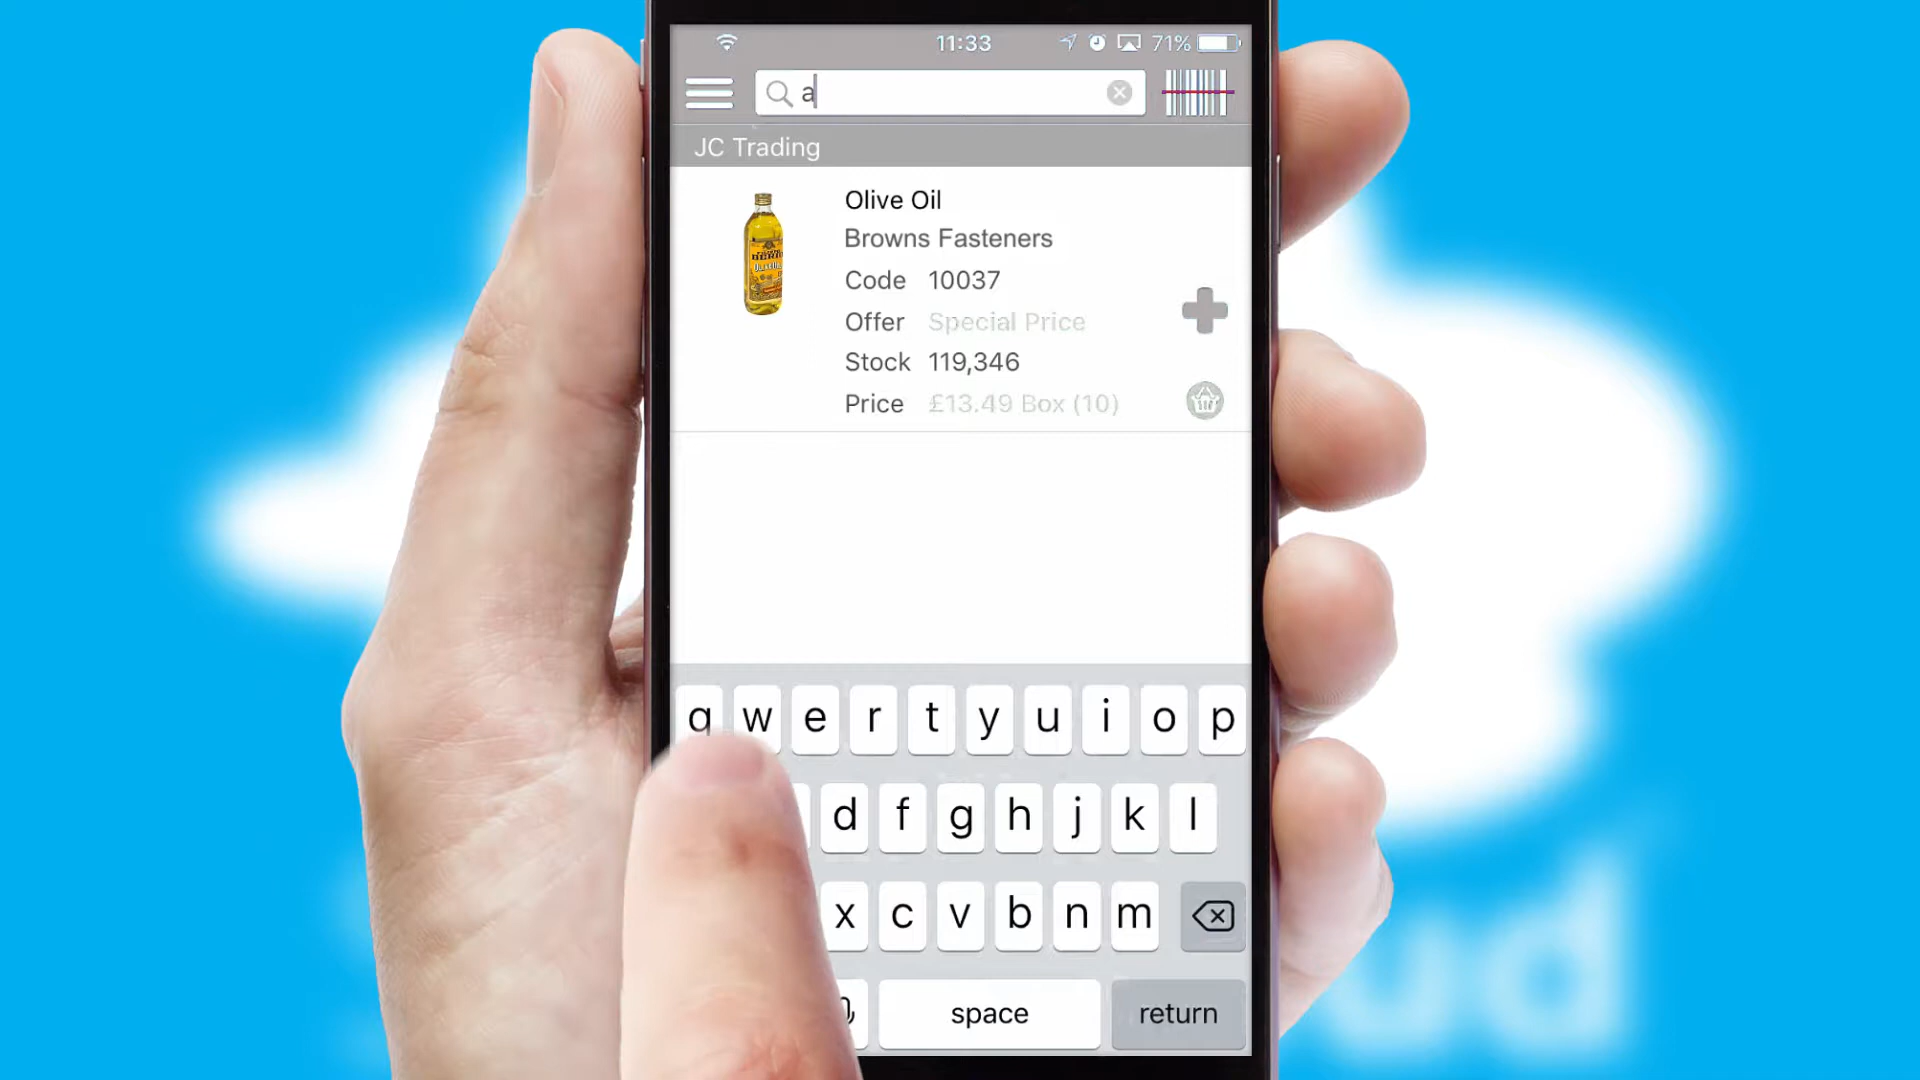 11:33
71%
a
JC Trading
Olive Oil
Browns Fasteners
Code 10037
Offer Special Price
Stock 119,346
Price £13.49 Box (10)
q w e r t y u i o p
d f g h j k l
x c v b n m
space return
ud